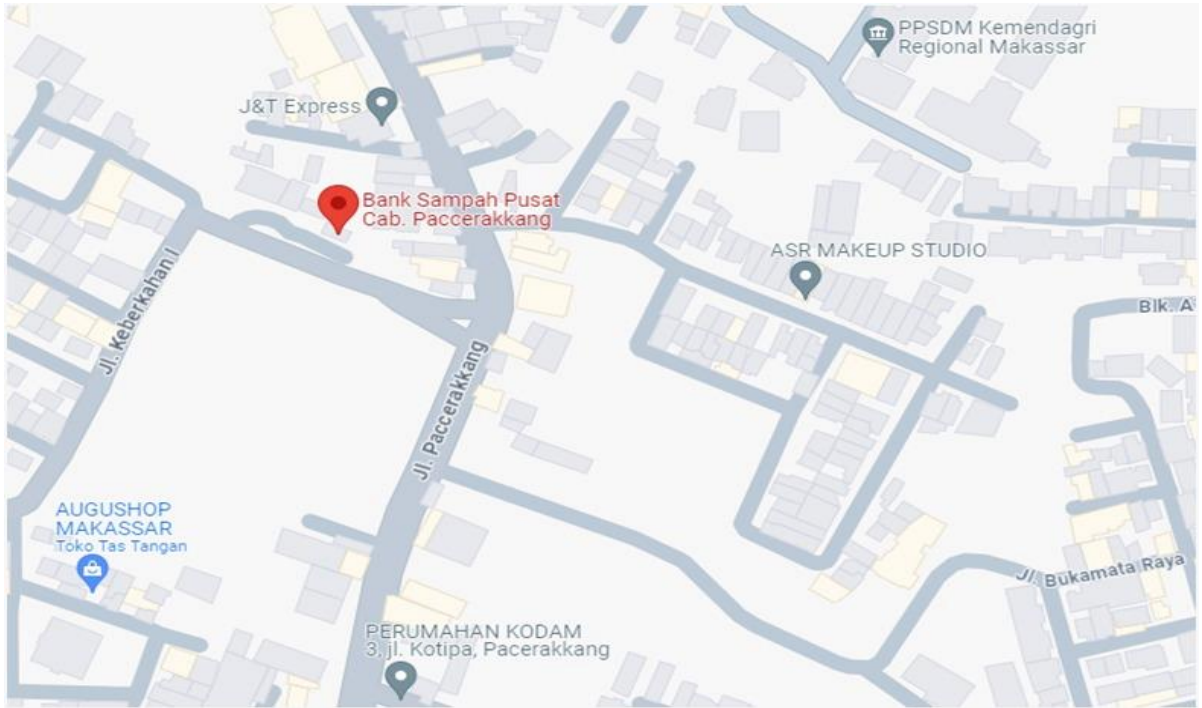 PPSDM Kemendagri
Regional Makassar
J&T Express
Bank Sampah Pusat
Cab. Paccerakkang
ASR MAKEUP STUDIO
Blk. A
Jl. Keberkahan I
Jl. Paccerakkang
AUGUSHOP
MAKASSAR
Toko Tas Tangan
Jl. Bukamata Raya
PERUMAHAN KODAM
3, jl. Kotipa, Pacerakkang